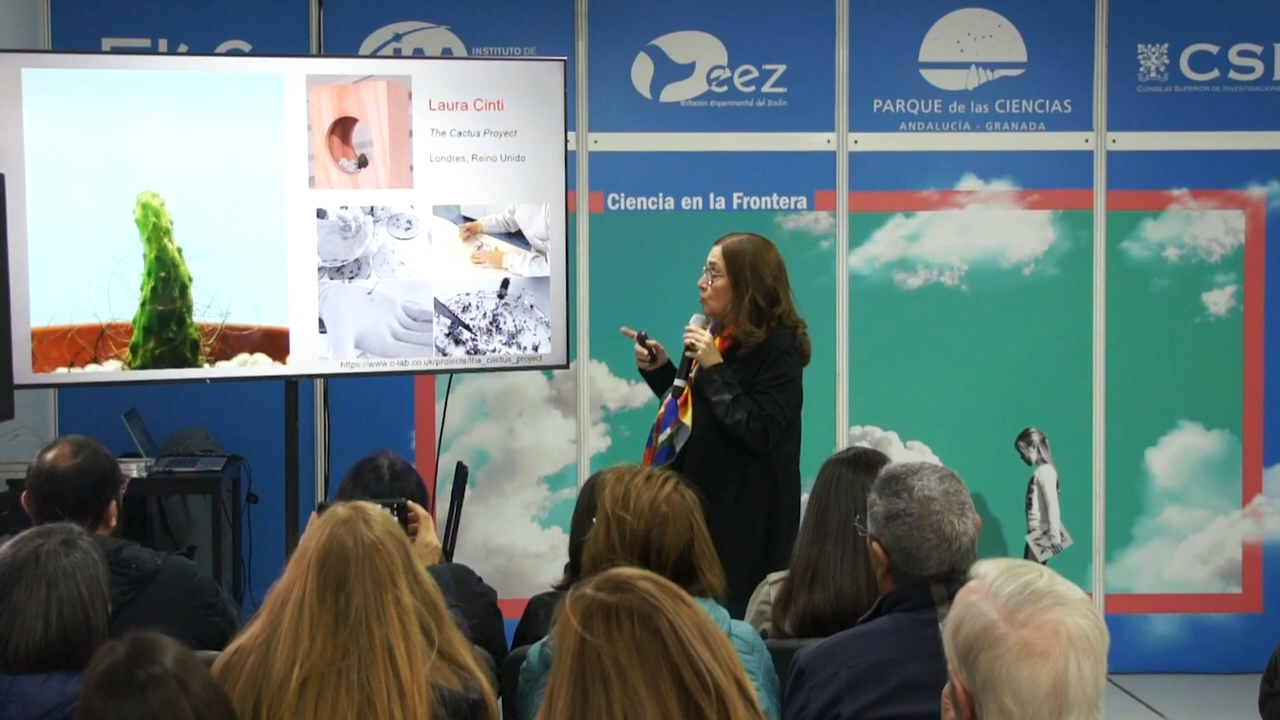 Laura Cinti
The Cactus Proyect
Londres, Reino Unido
https://www.c-lab.co.uk/projects/the_cactus_project
INSTITUTO DE
eez
estación experimental del Zaidín
PARQUE de las CIENCIAS
ANDALUCÍA - GRANADA
CSI
CONSEJO SUPERIOR DE INVESTIGACIONES
Ciencia en la Frontera